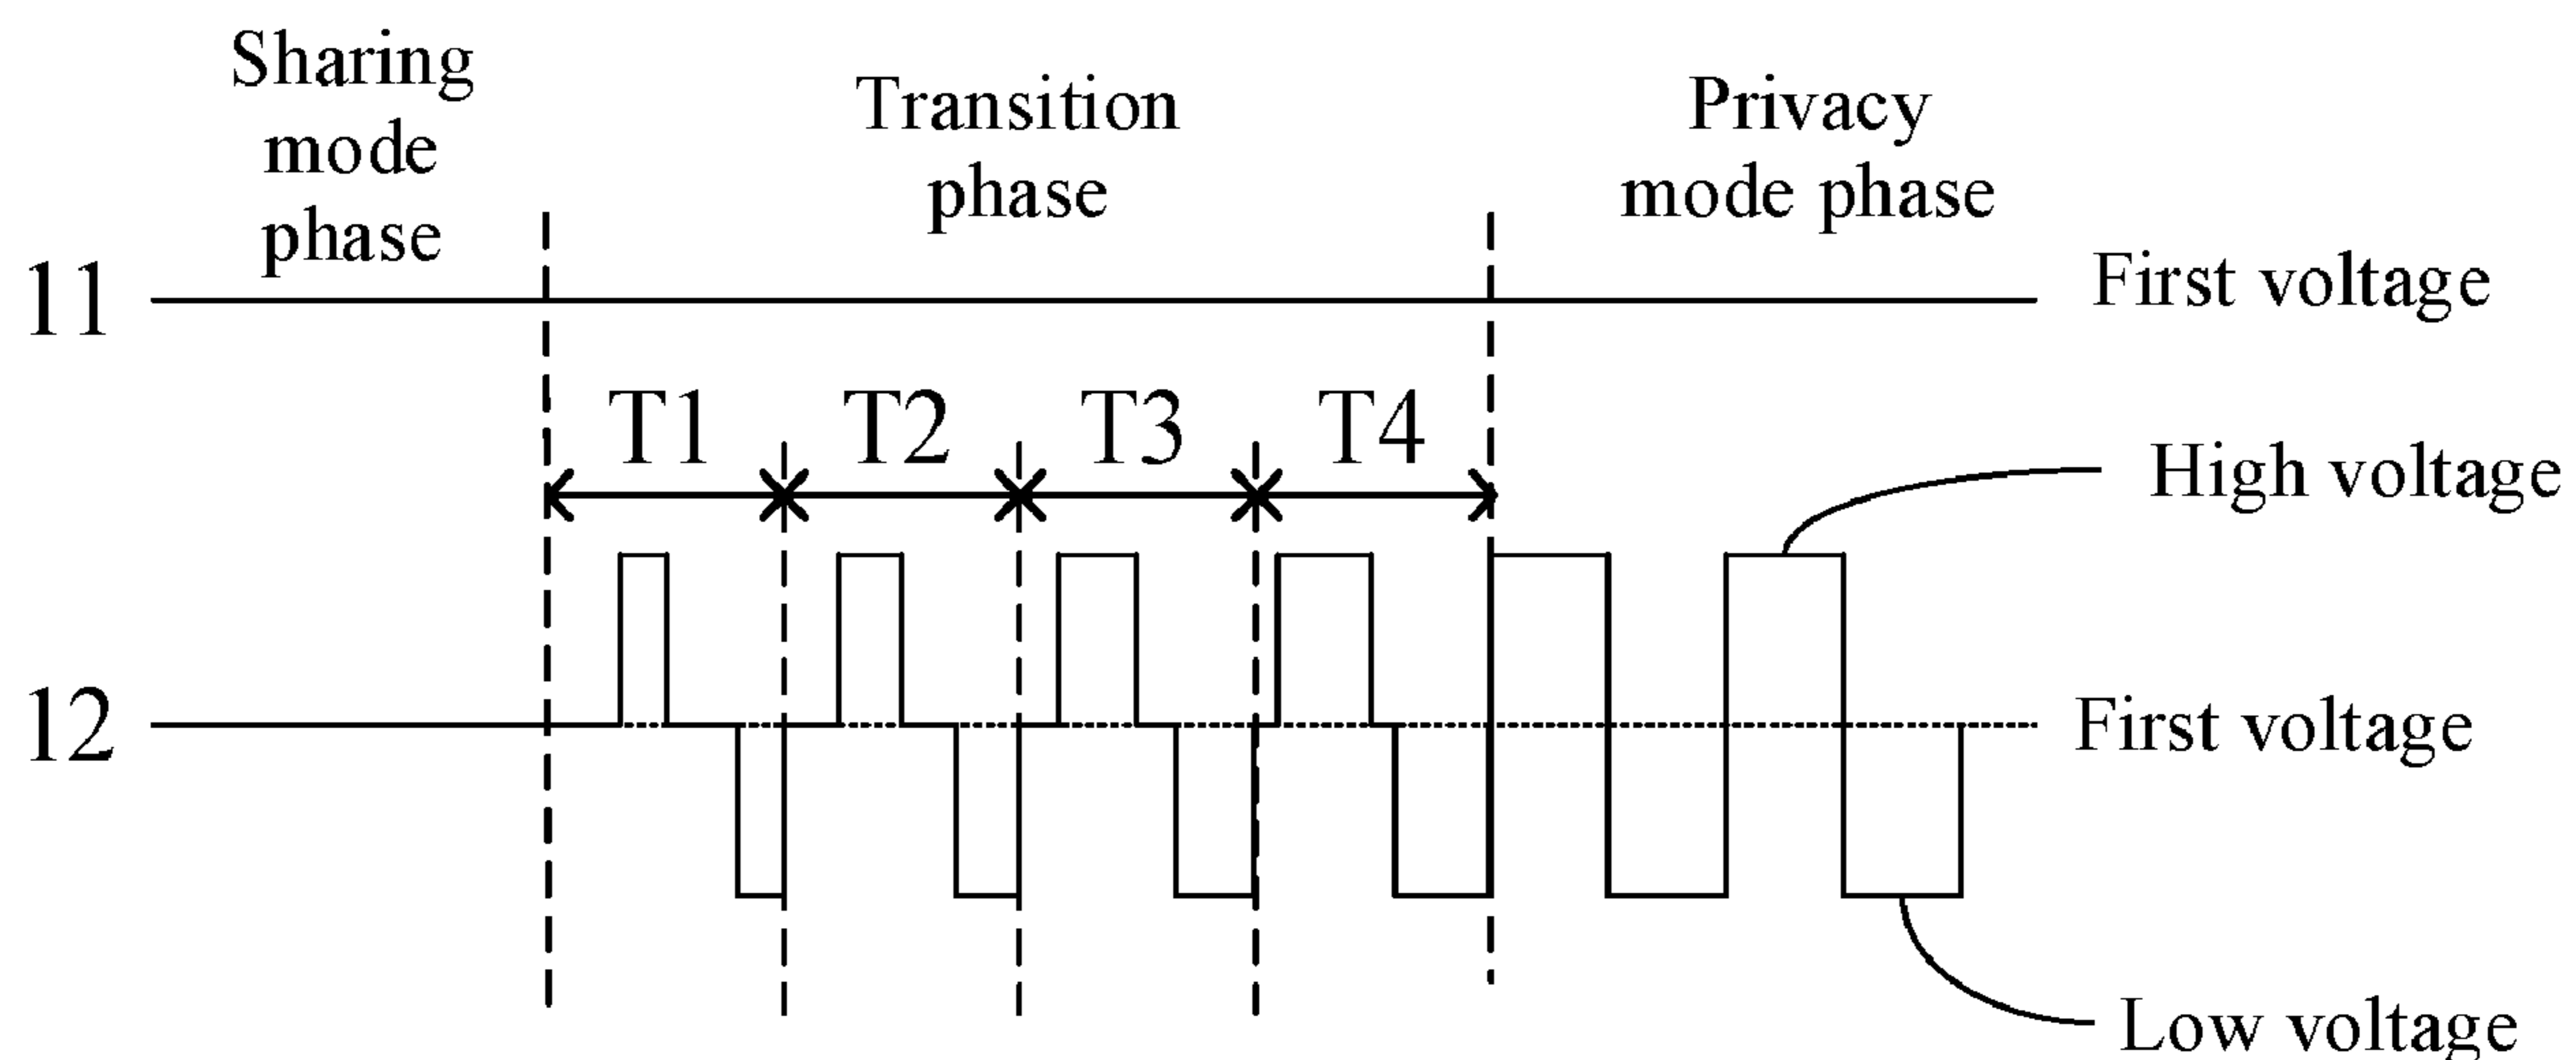 Sharing
mode
phase
Transition
phase
Privacy
mode phase
11
First voltage
T1 T2 T3 T4
High voltage
12
First voltage
Low voltage